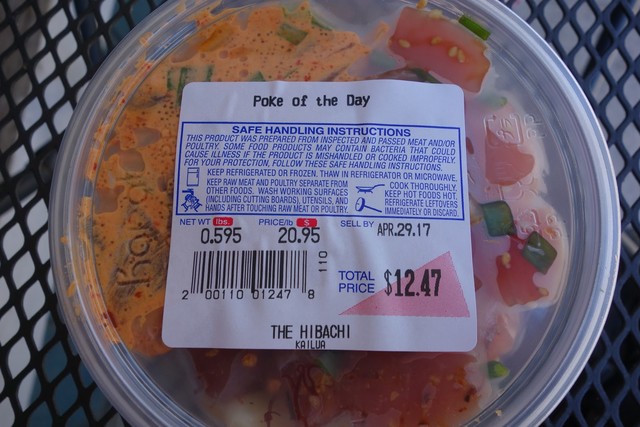 Poke of the Day
SAFE HANDLING INSTRUCTIONS
THIS PRODUCT WAS PREPARED FROM INSPECTED AND PASSED MEAT AND/OR
POULTRY. SOME FOOD PRODUCTS MAY CONTAIN BACTERIA THAT COULD
CAUSE ILLNESS IF THE PRODUCT IS MISHANDLED OR COOKED IMPROPERLY.
FOR YOUR PROTECTION, FOLLOW THESE SAFE HANDLING INSTRUCTIONS.
KEEP REFRIGERATED OR FROZEN. THAW IN REFRIGERATOR OR MICROWAVE.
KEEP RAW MEAT AND POULTRY SEPARATE FROM
OTHER FOODS. WASH WORKING SURFACES
(INCLUDING CUTTING BOARDS), UTENSILS, AND
HANDS AFTER TOUCHING RAW MEAT OR POULTRY.
COOK THOROUGHLY.
KEEP HOT FOODS HOT.
REFRIGERATE LEFTOVERS
IMMEDIATELY OR DISCARD.
NET WT lbs. PRICE/lb $ SELL BY APR.29.17
0.595 20.95
110
2 00110 01247 8
TOTAL PRICE $12.47
THE HIBACHI
KAILUA